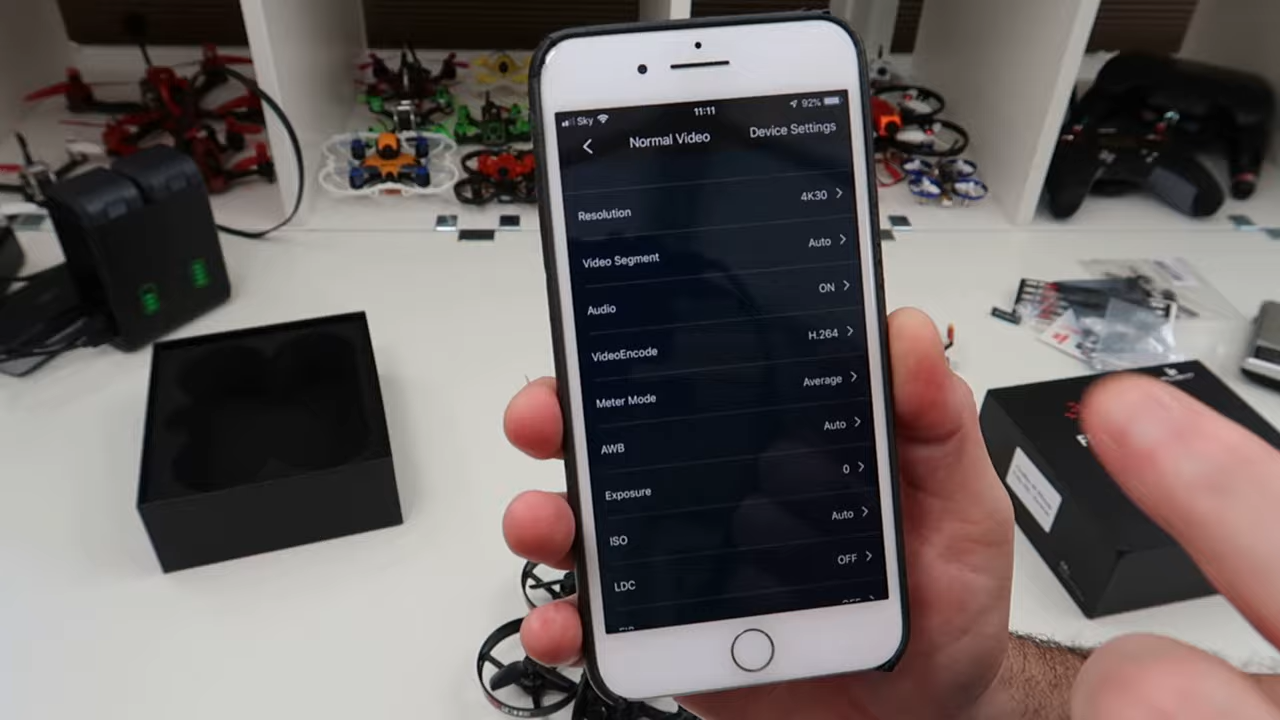 Sky 11:11 92%
Normal Video Device Settings
Resolution 4K30
Video Segment Auto
Audio ON
VideoEncode H.264
Meter Mode Average
AWB Auto
Exposure 0
ISO Auto
LDC OFF